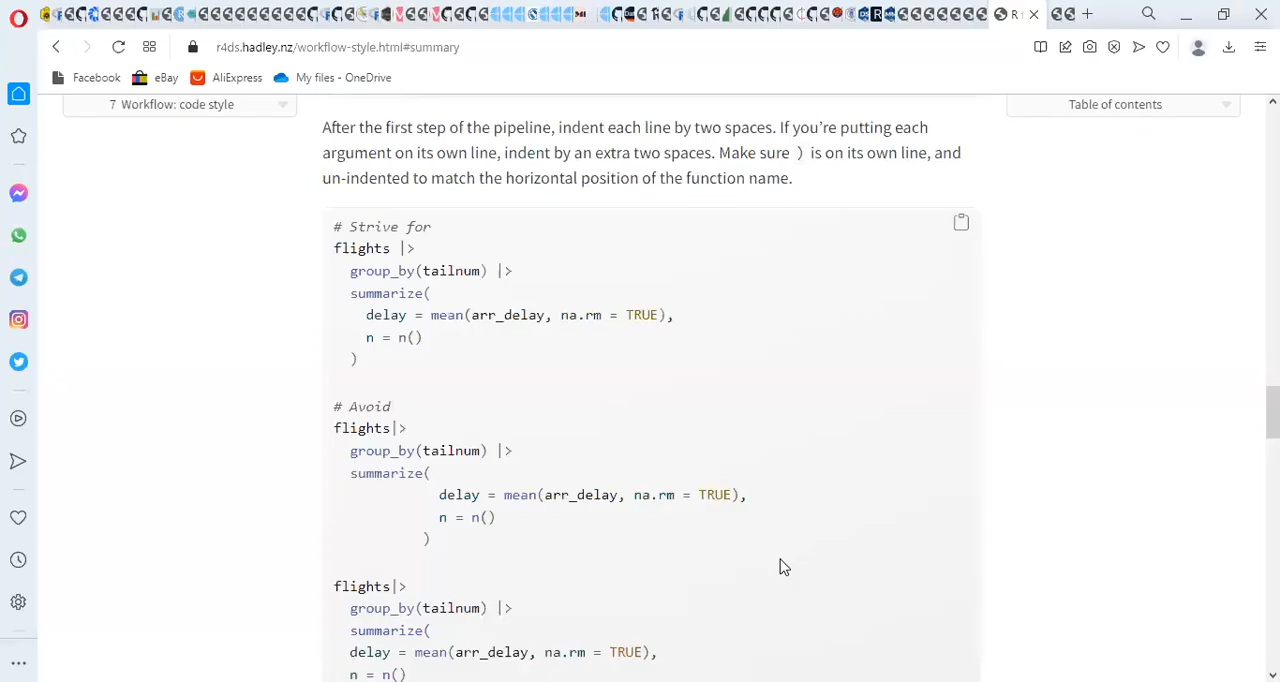 r4ds.hadley.nz/workflow-style.html#summary
Facebook eBay AliExpress My files - OneDrive
7 Workflow: code style
Table of contents
After the first step of the pipeline, indent each line by two spaces. If you’re putting each
argument on its own line, indent by an extra two spaces. Make sure ) is on its own line, and
un-indented to match the horizontal position of the function name.
# Strive for
flights |>
  group_by(tailnum) |>
  summarize(
    delay = mean(arr_delay, na.rm = TRUE),
    n = n()
  )
# Avoid
flights|>
  group_by(tailnum) |>
  summarize(
             delay = mean(arr_delay, na.rm = TRUE),
             n = n()
           )
flights|>
  group_by(tailnum) |>
  summarize(
  delay = mean(arr_delay, na.rm = TRUE),
  n = n()